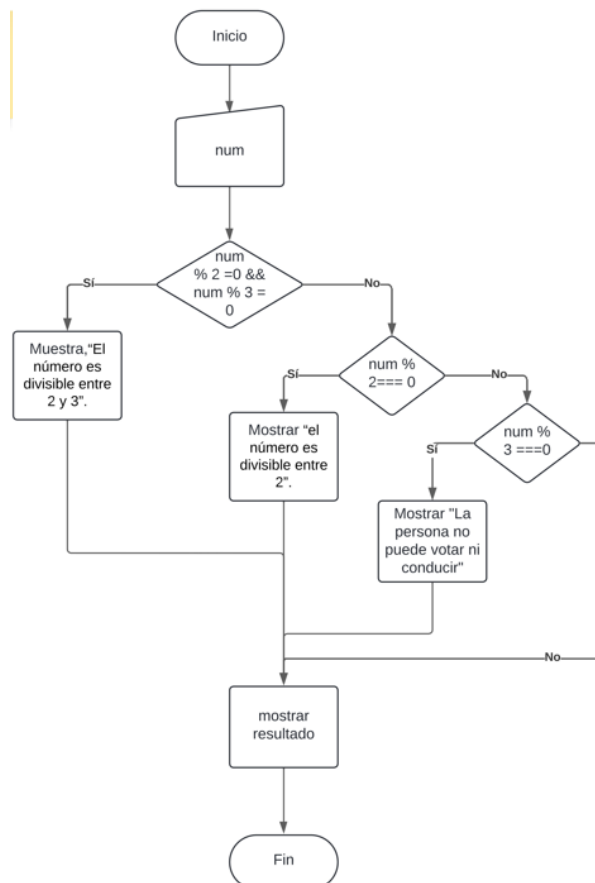 Inicio
num
num
% 2 =0 &&
num % 3 =
0
Sí
No
Muestra,“El
número es
divisible entre
2 y 3”.
num %
2=== 0
Sí
No
Mostrar “el
número es
divisible entre
2”.
num %
3 ===0
Sí
Mostrar "La
persona no
puede votar ni
conducir"
No
mostrar
resultado
Fin